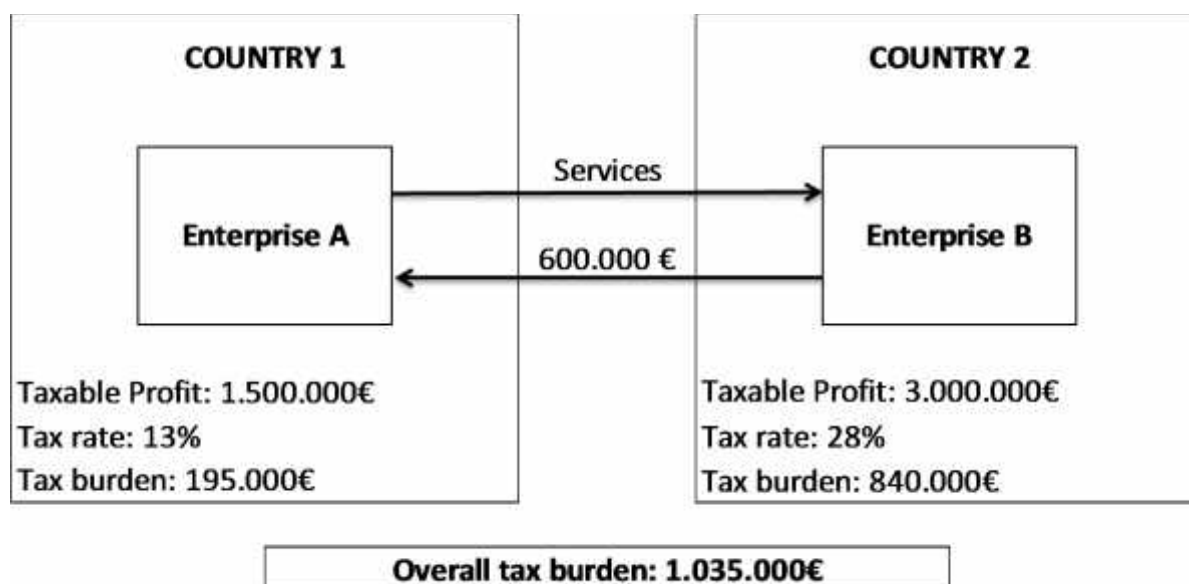 COUNTRY 1
Enterprise A
Taxable Profit: 1.500.000€
Tax rate: 13%
Tax burden: 195.000€
Services
600.000 €
COUNTRY 2
Enterprise B
Taxable Profit: 3.000.000€
Tax rate: 28%
Tax burden: 840.000€
Overall tax burden: 1.035.000€